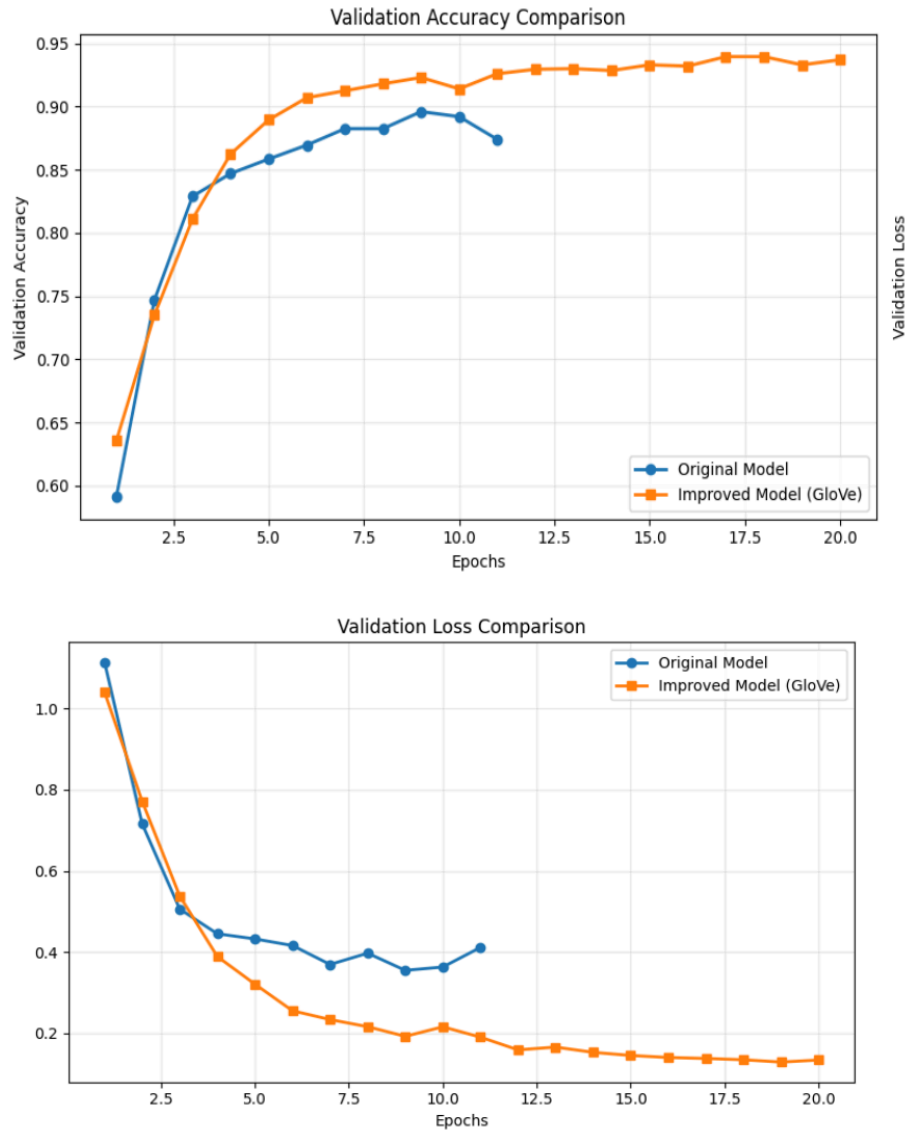 Validation Accuracy Comparison
0.95
0.90
0.85
0.80
0.75
0.70
0.65
0.60
Validation Accuracy
Original Model
Improved Model (GloVe)
2.5 5.0 7.5 10.0 12.5 15.0 17.5 20.0
Epochs
Validation Loss
Validation Loss Comparison
Original Model
Improved Model (GloVe)
1.0
0.8
0.6
0.4
0.2
2.5 5.0 7.5 10.0 12.5 15.0 17.5 20.0
Epochs